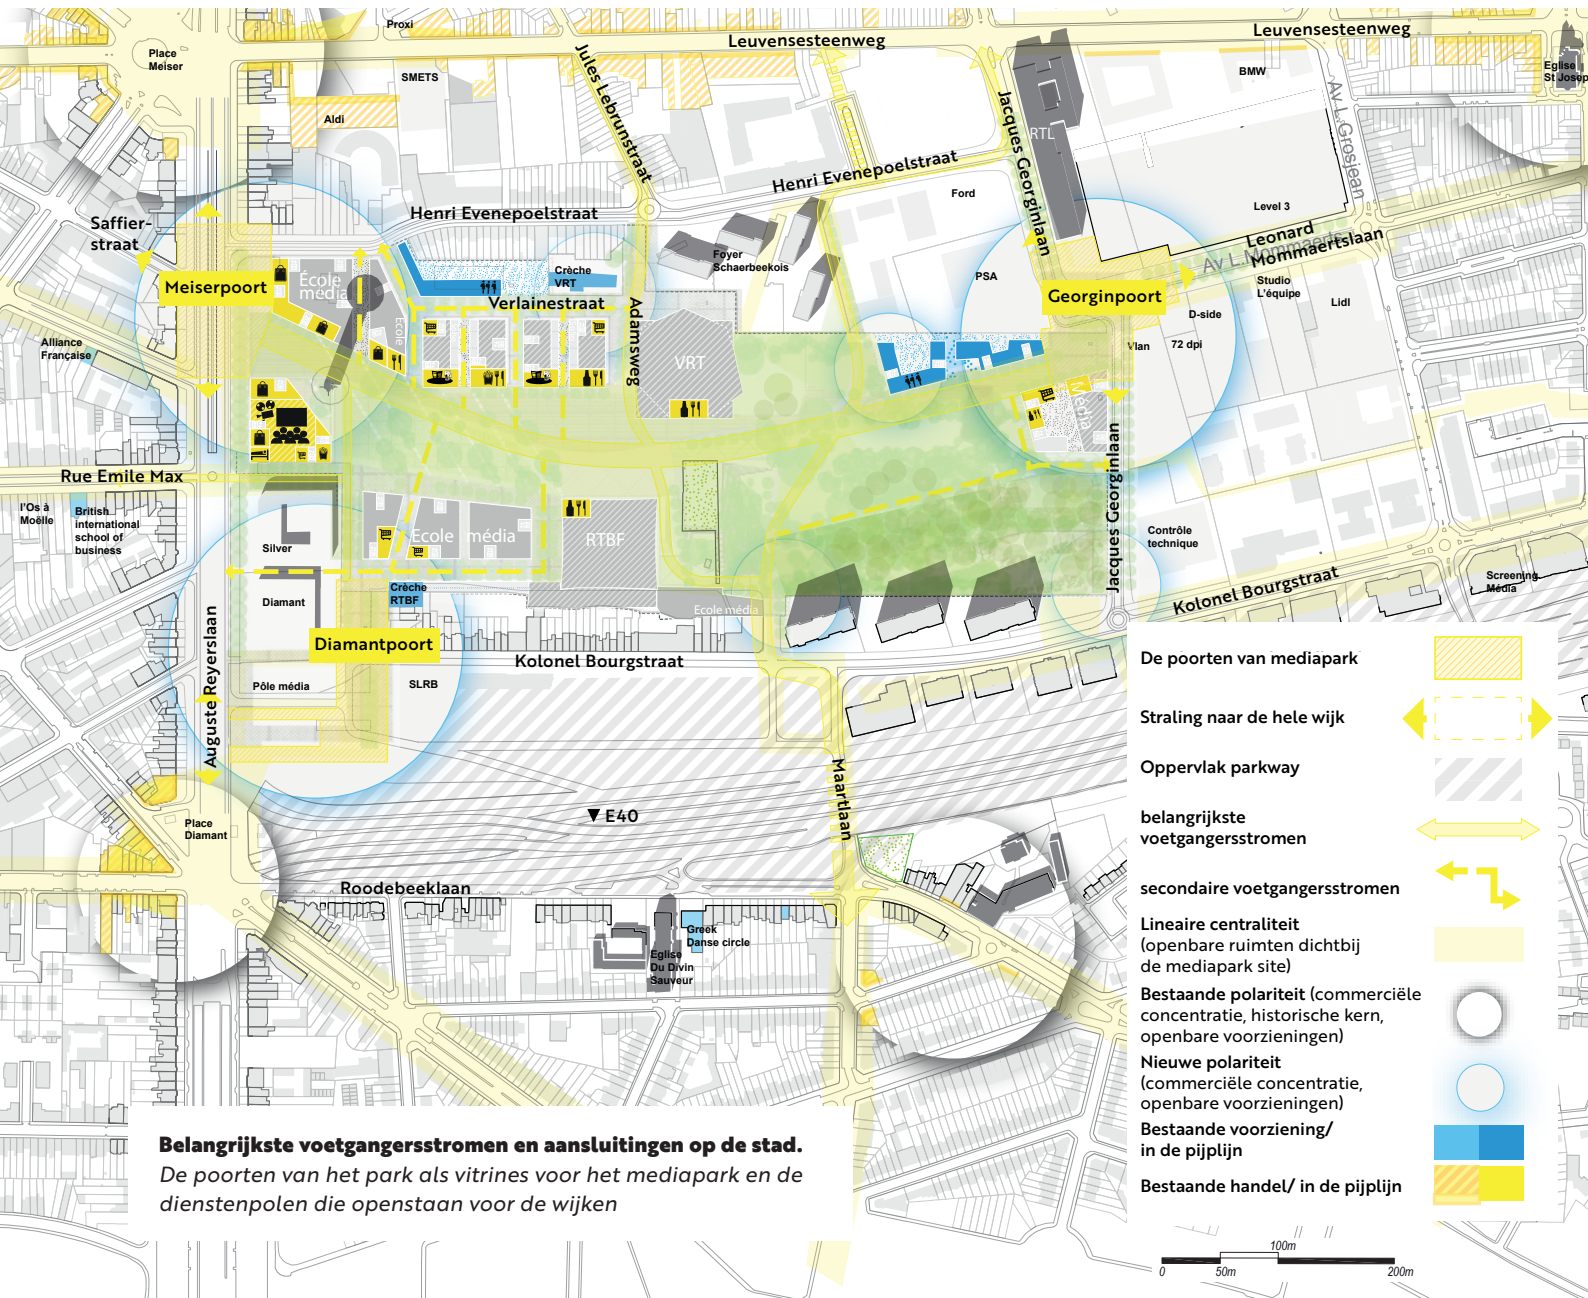 Proxi
Leuvensesteenweg
Leuvensesteenweg
Place
Meiser
SMETS
BMW
Eglise
St Josep
Jules Lebrunstraat
Av L.Grosjean
Aldi
RTL
Jacques Georginlaan
Henri Evenepoelstraat
Ford
Level 3
Henri Evenepoelstraat
Saffier-
straat
Leonard
Mommaertslaan
Av L.Mommaerts
Foyer
Schaerbeekois
École
média
Crèche
VRT
PSA
Studio
L'équipe
Meiserpoort
Georginpoort
Lidl
Verlainestraat
Adamsweg
D-side
École
Alliance
Française
Vlan
72 dpi
VRT
Média
Rue Emile Max
Jacques Georginlaan
l'Os à
Moëlle
British
international
school of
business
Contrôle
technique
Silver
Ecole média
RTBF
Diamant
Crèche
RTBF
Ecole média
Kolonel Bourgstraat
Screening
Média
Diamantpoort
Kolonel Bourgstraat
Auguste Reyerslaan
Pôle média
SLRB
Maartlaan
E40
Place
Diamant
Roodebeeklaan
Greek
Danse circle
Eglise
Du Divin
Sauveur
De poorten van mediapark
Straling naar de hele wijk
Oppervlak parkway
belangrijkste
voetgangersstromen
secondaire voetgangersstromen
Lineaire centraliteit
(openbare ruimten dichtbij
de mediapark site)
Bestaande polariteit (commerciële
concentratie, historische kern,
openbare voorzieningen)
Nieuwe polariteit
(commerciële concentratie,
openbare voorzieningen)
Bestaande voorziening/
in de pijplijn
Bestaande handel/ in de pijplijn
Belangrijkste voetgangersstromen en aansluitingen op de stad.
De poorten van het park als vitrines voor het mediapark en de
dienstenpolen die openstaan voor de wijken
100m
0 50m 200m